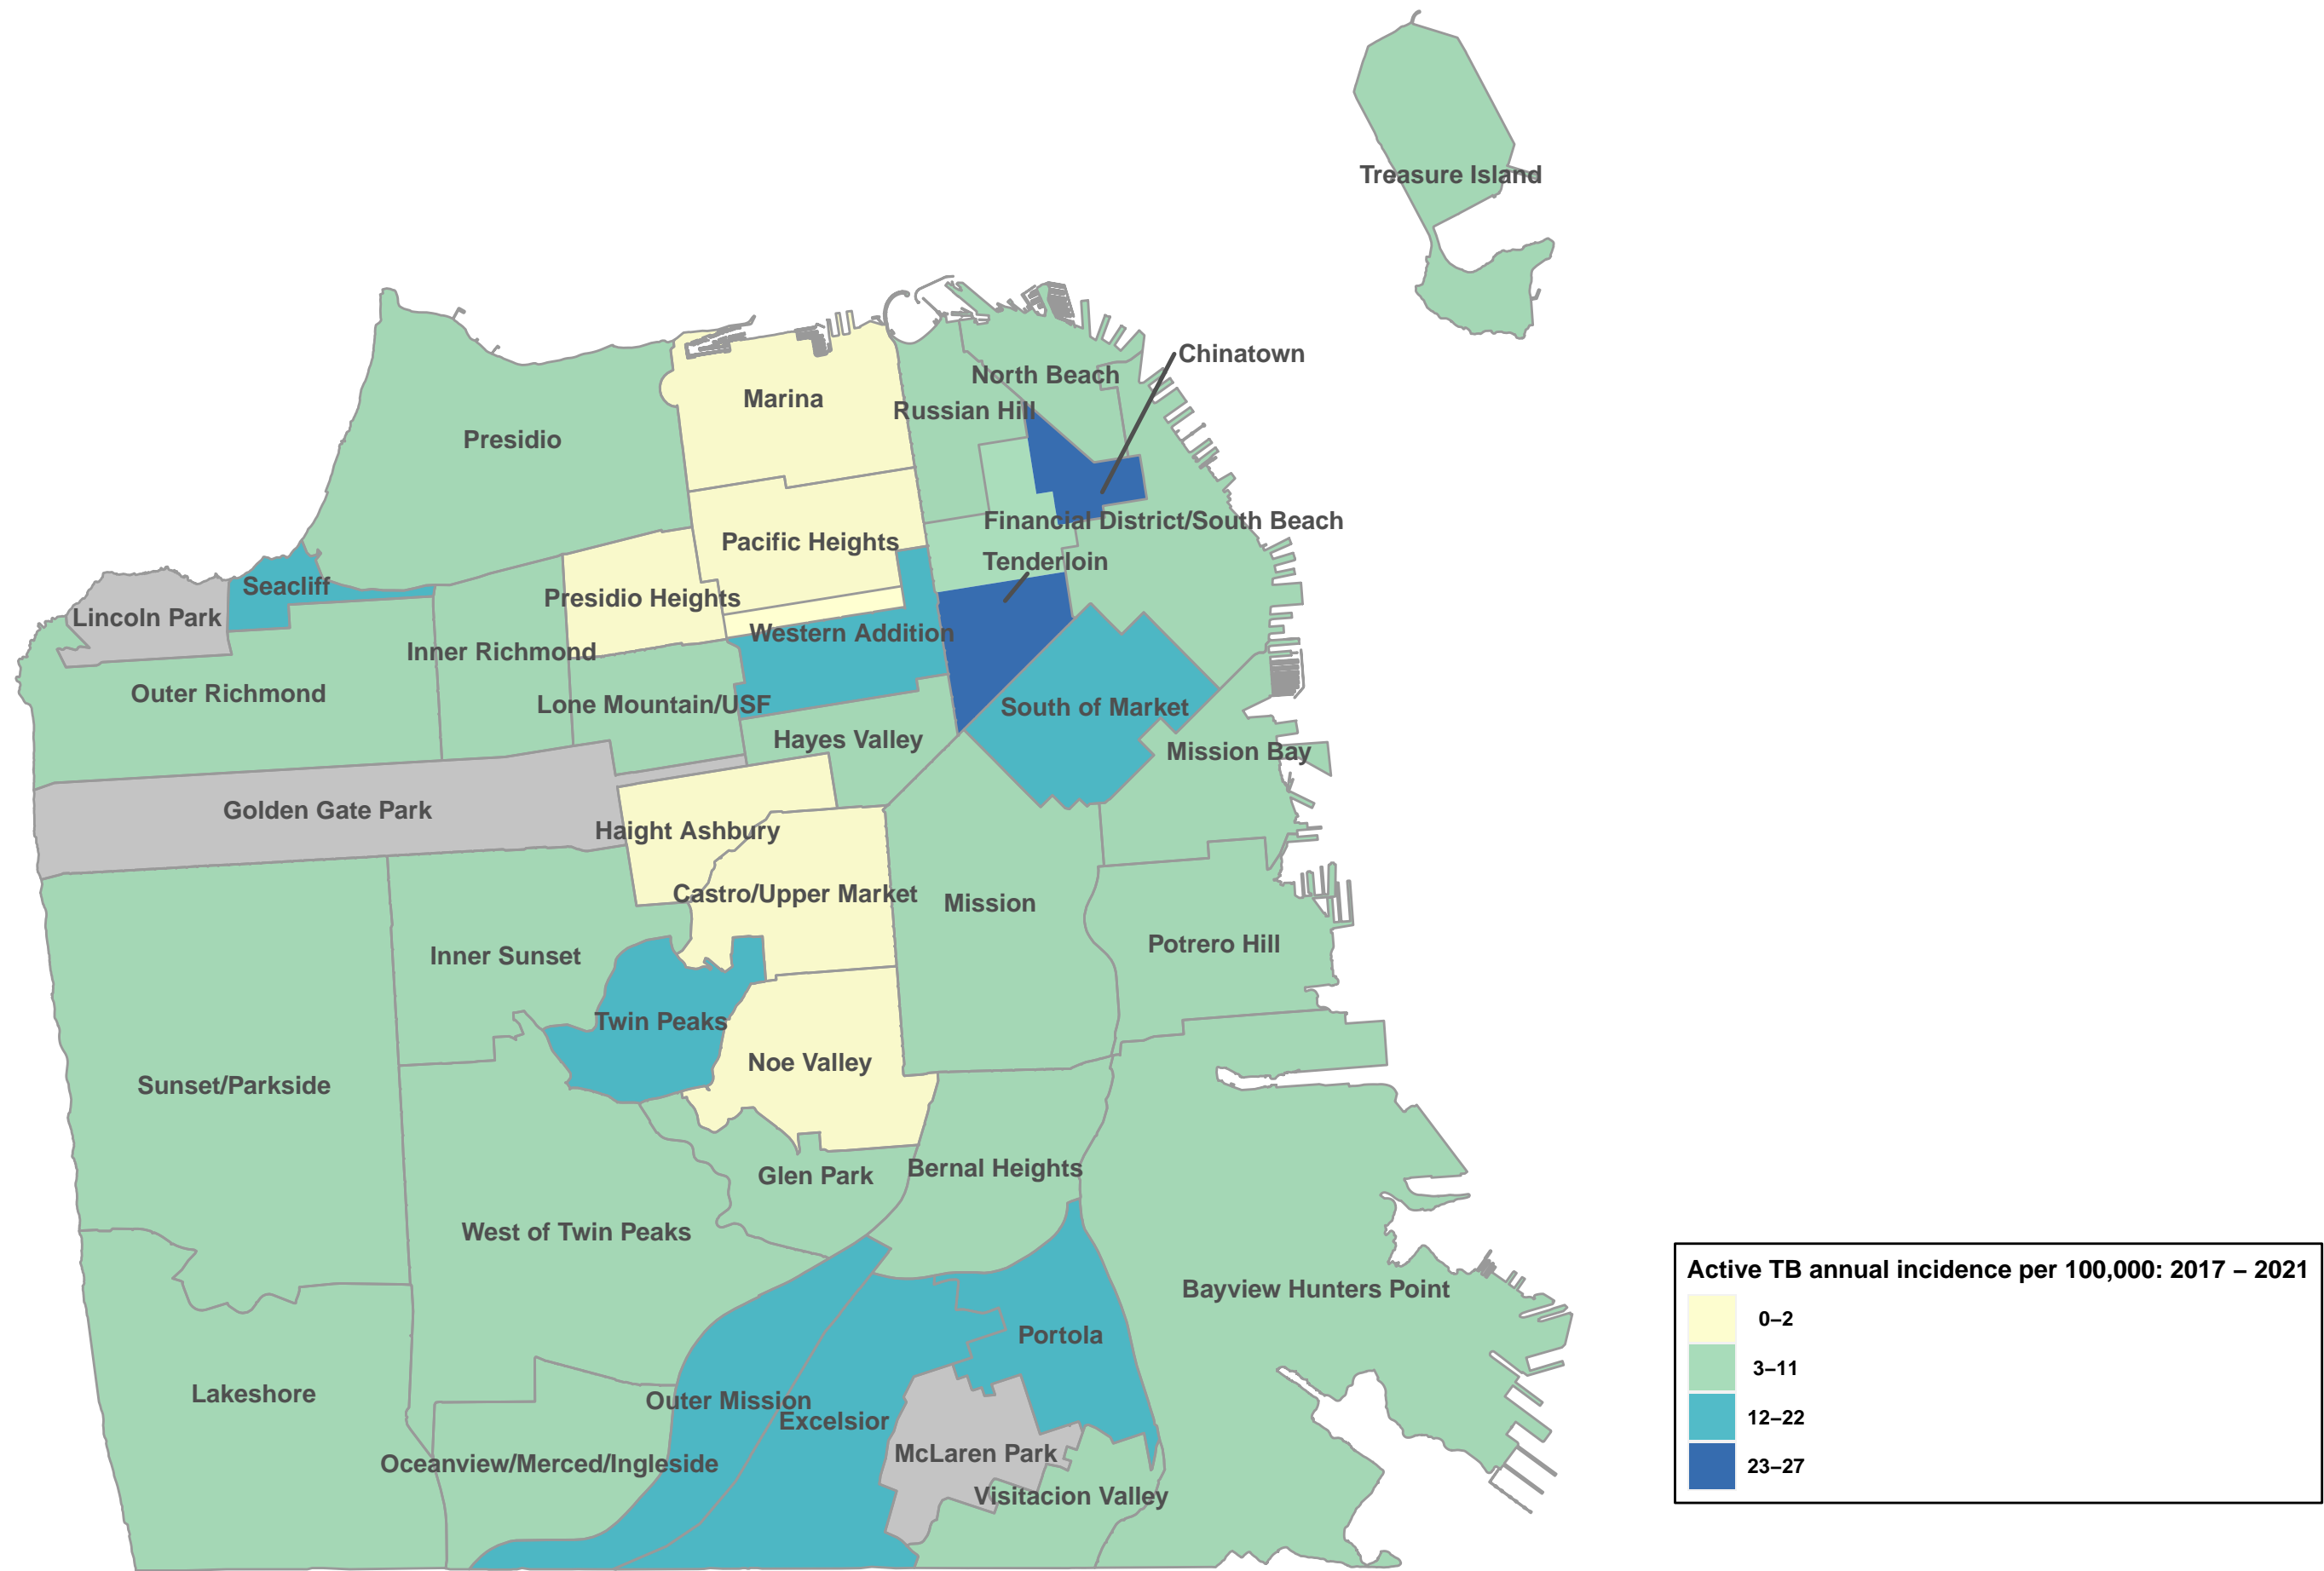 Treasure Island
Chinatown
North Beach
Marina
Russian Hill
Presidio
Financial District/South Beach
Pacific Heights
Tenderloin
Seacliff
Presidio Heights
Lincoln Park
Western Addition
Inner Richmond
Outer Richmond
Lone Mountain/USF
South of Market
Hayes Valley
Mission Bay
Golden Gate Park
Haight Ashbury
Castro/Upper Market
Mission
Potrero Hill
Inner Sunset
Twin Peaks
Noe Valley
Sunset/Parkside
Bernal Heights
Glen Park
West of Twin Peaks
Bayview Hunters Point
Portola
Lakeshore
Outer Mission
Excelsior
McLaren Park
Oceanview/Merced/Ingleside
Visitacion Valley
Active TB annual incidence per 100,000: 2017 – 2021
0–2
3–11
12–22
23–27